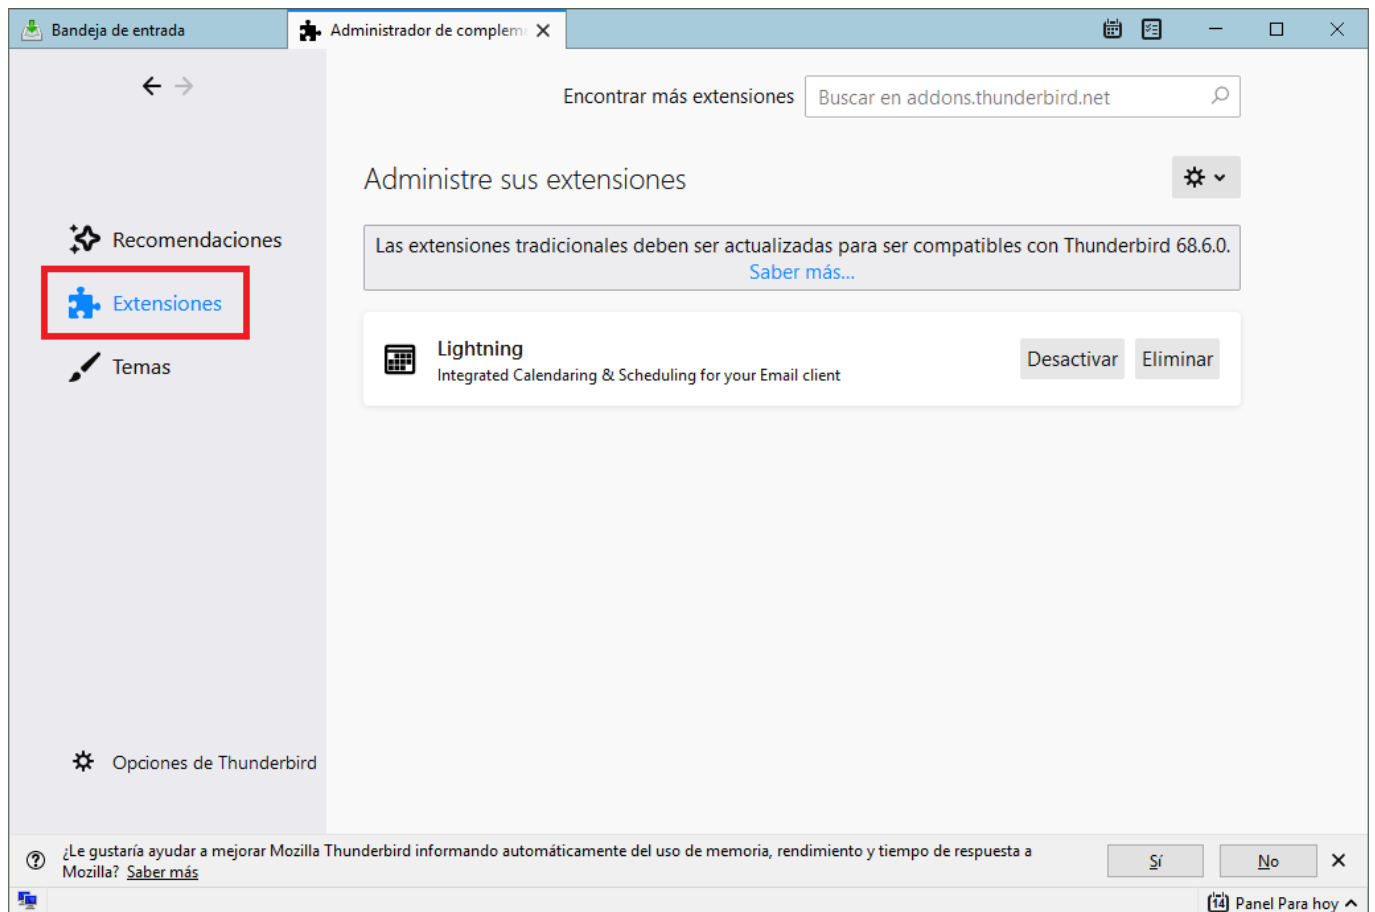 Bandeja de entrada
Administrador de complem
Encontrar más extensiones
Buscar en addons.thunderbird.net
Administre sus extensiones
Recomendaciones
Extensiones
Temas
Las extensiones tradicionales deben ser actualizadas para ser compatibles con Thunderbird 68.6.0.
Saber más...
Lightning
Integrated Calendaring & Scheduling for your Email client
Desactivar
Eliminar
Opciones de Thunderbird
¿Le gustaría ayudar a mejorar Mozilla Thunderbird informando automáticamente del uso de memoria, rendimiento y tiempo de respuesta a
Mozilla? Saber más
Sí
No
14 Panel Para hoy